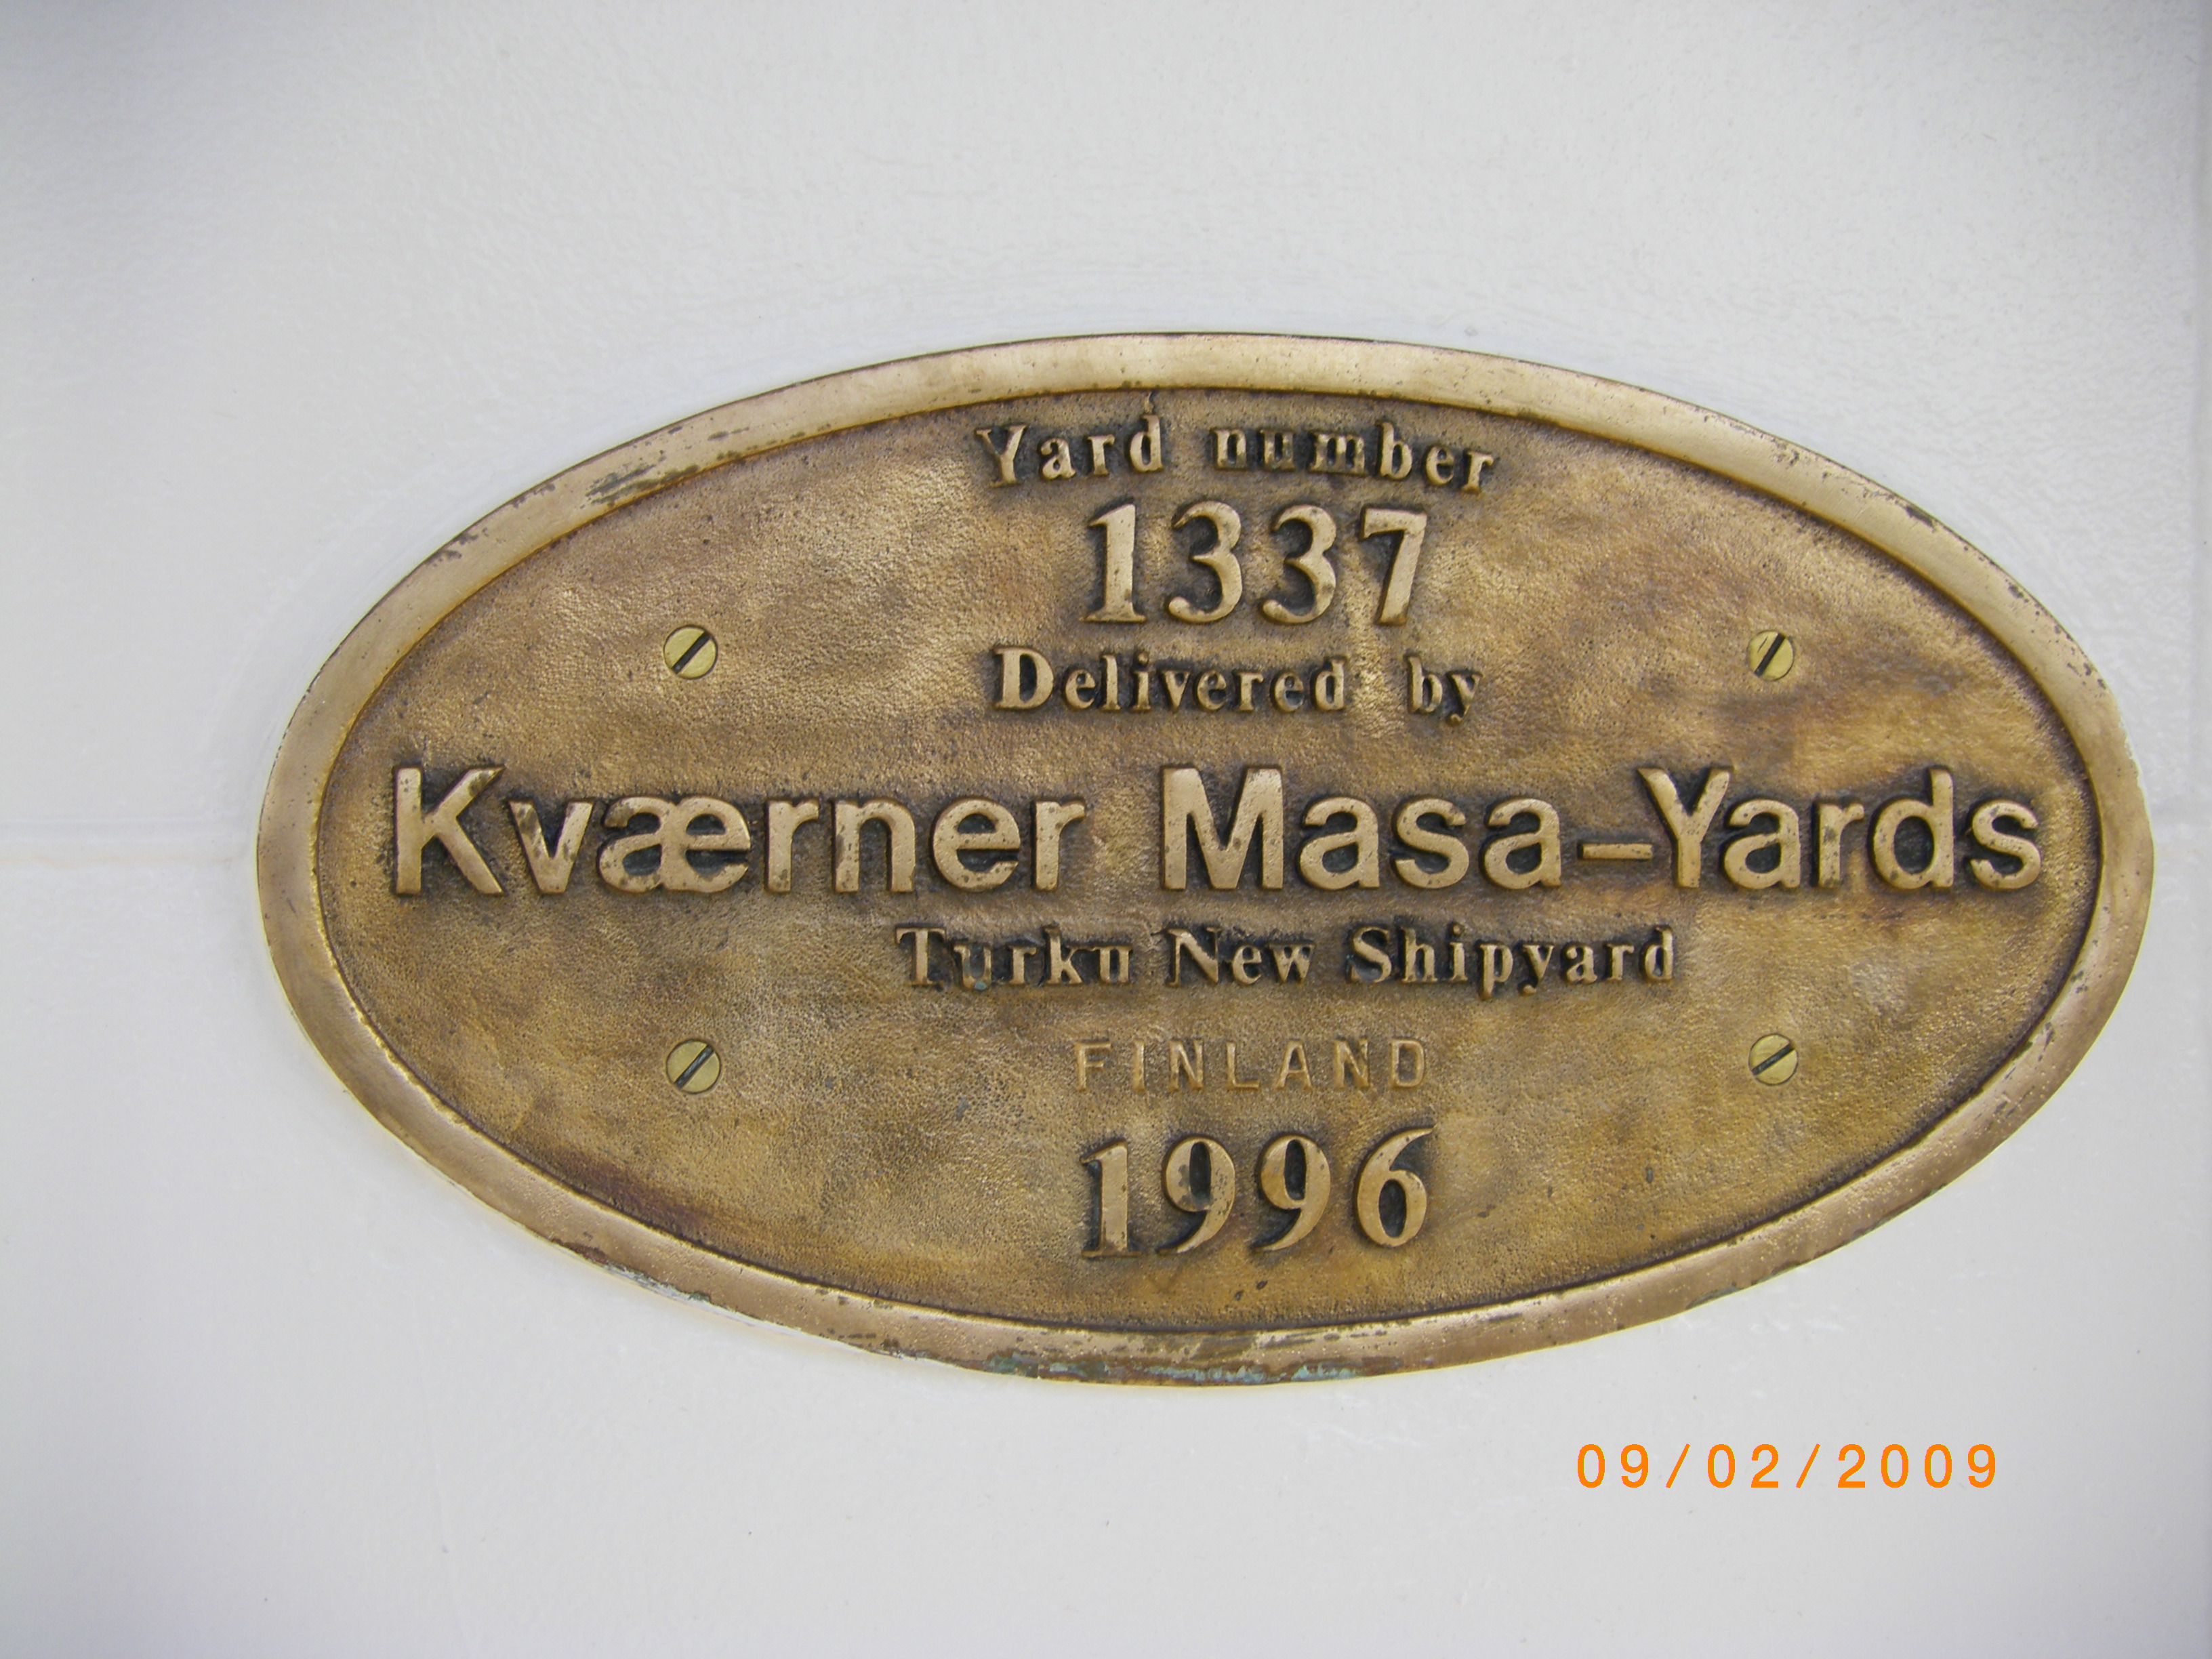 Yard number
1337
Delivered by
Kværner Masa-Yards
Turku New Shipyard
FINLAND
1996
09/02/2009